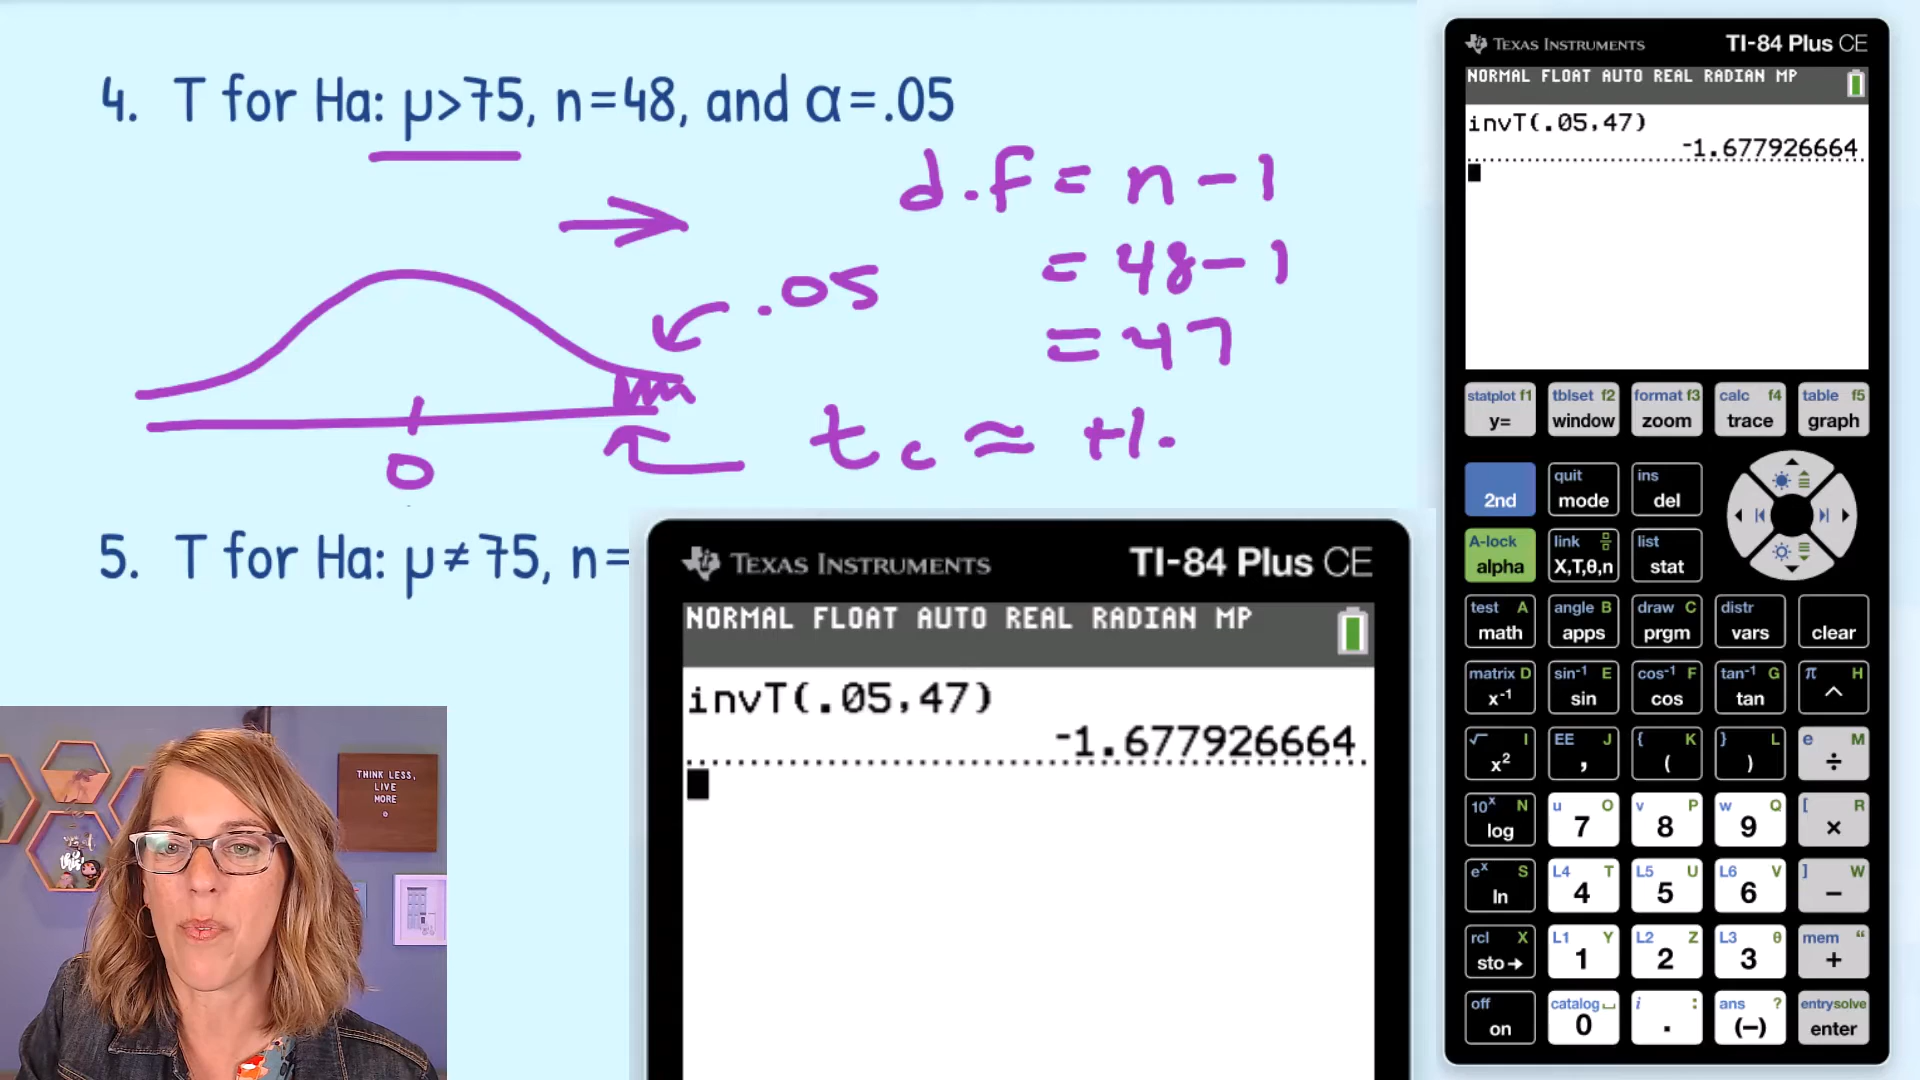 4. T for Ha: μ>75, n=48, and α=.05
d.f = n - 1
= 48 - 1
= 47
.05
tc ≈ +1.
0
5. T for Ha: μ≠75, n=
TEXAS INSTRUMENTS TI-84 Plus CE
NORMAL FLOAT AUTO REAL RADIAN MP
invT(.05,47)
-1.677926664
THINK LESS,
LIVE
MORE
TEXAS INSTRUMENTS TI-84 Plus CE
NORMAL FLOAT AUTO REAL RADIAN MP
invT(.05,47)
-1.677926664
statplot f1 tblset f2 format f3 calc f4 table f5
y= window zoom trace graph
quit ins
2nd mode del
A-lock link list
alpha X,T,θ,n stat
test A angle B draw C distr
math apps prgm vars clear
matrix D sin⁻¹ E cos⁻¹ F tan⁻¹ G π H
x⁻¹ sin cos tan ^
√ I EE J { K } L e M
x² , ( ) ÷
10ˣ N u O v P w Q [ R
log 7 8 9 ×
eˣ S L4 T L5 U L6 V ] W
ln 4 5 6 −
rcl X L1 Y L2 Z L3 θ mem “
sto→ 1 2 3 +
off catalog i : ans ? entry solve
on 0 . (−) enter